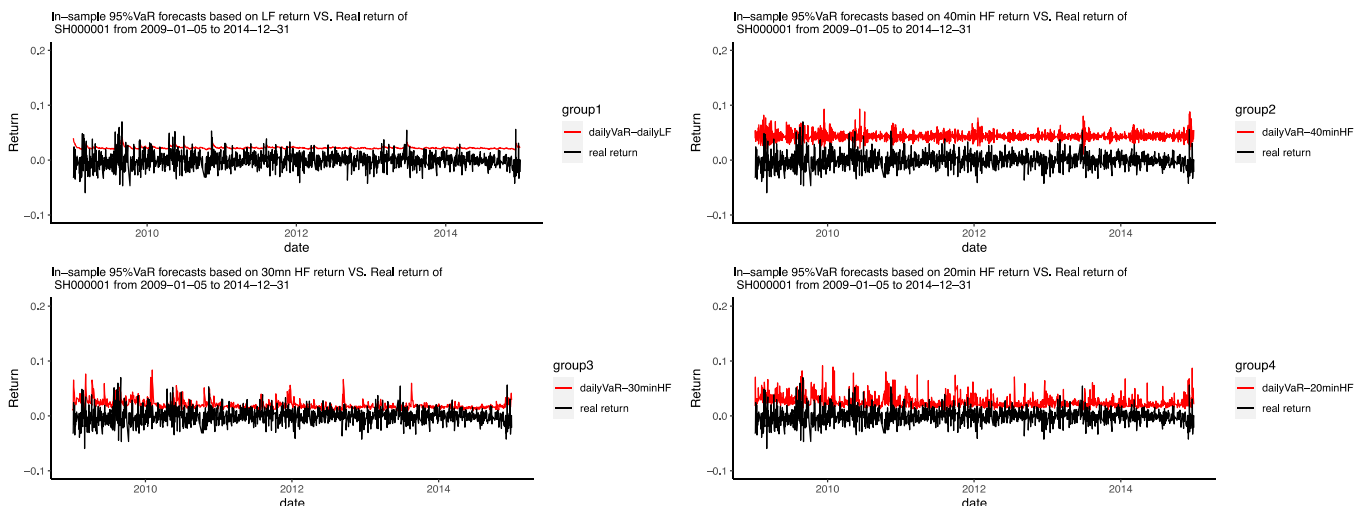 In-sample 95%VaR forecasts based on LF return VS. Real return of
SH000001 from 2009-01-05 to 2014-12-31
Return
0.2
0.1
0.0
-0.1
2010
2012
2014
date
group1
dailyVaR-dailyLF
real return
In-sample 95%VaR forecasts based on 40min HF return VS. Real return of
SH000001 from 2009-01-05 to 2014-12-31
Return
0.2
0.1
0.0
-0.1
2010
2012
2014
date
group2
dailyVaR-40minHF
real return
In-sample 95%VaR forecasts based on 30mn HF return VS. Real return of
SH000001 from 2009-01-05 to 2014-12-31
Return
0.2
0.1
0.0
-0.1
2010
2012
2014
date
group3
dailyVaR-30minHF
real return
In-sample 95%VaR forecasts based on 20min HF return VS. Real return of
SH000001 from 2009-01-05 to 2014-12-31
Return
0.2
0.1
0.0
-0.1
2010
2012
2014
date
group4
dailyVaR-20minHF
real return